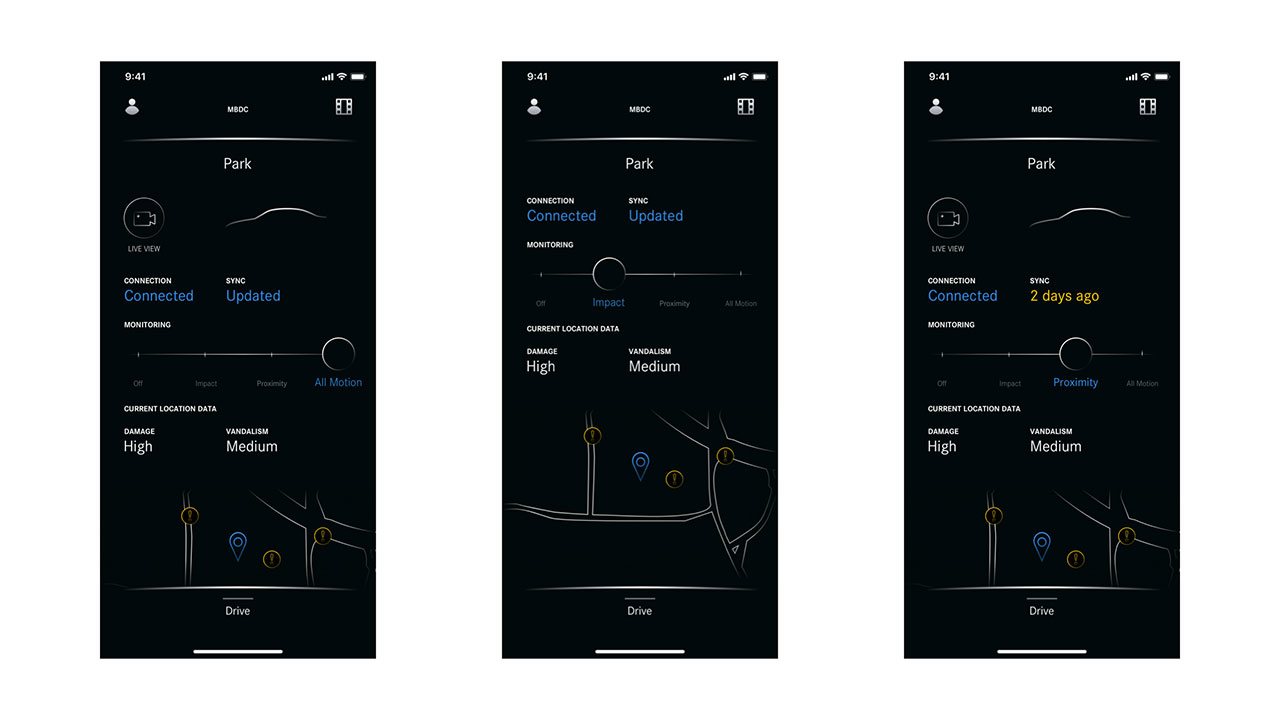 9:41
MBDC
Park
LIVE VIEW
CONNECTION SYNC
Connected Updated
MONITORING
Off Impact Proximity All Motion
CURRENT LOCATION DATA
DAMAGE VANDALISM
High Medium
Drive
9:41
MBDC
Park
CONNECTION SYNC
Connected Updated
MONITORING
Off Impact Proximity All Motion
CURRENT LOCATION DATA
DAMAGE VANDALISM
High Medium
Drive
9:41
MBDC
Park
LIVE VIEW
CONNECTION SYNC
Connected 2 days ago
MONITORING
Off Impact Proximity All Motion
CURRENT LOCATION DATA
DAMAGE VANDALISM
High Medium
Drive